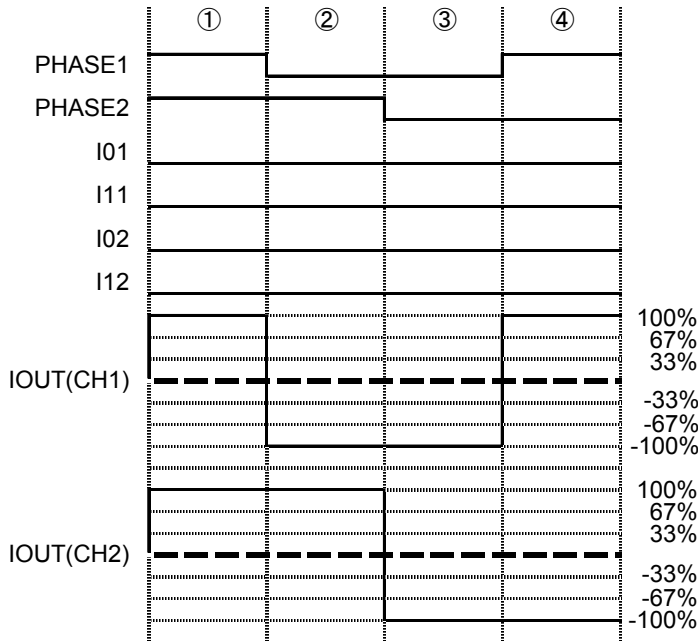 ① ② ③ ④
PHASE1
PHASE2
I01
I11
I02
I12
IOUT(CH1)
100%
67%
33%
-33%
-67%
-100%
IOUT(CH2)
100%
67%
33%
-33%
-67%
-100%